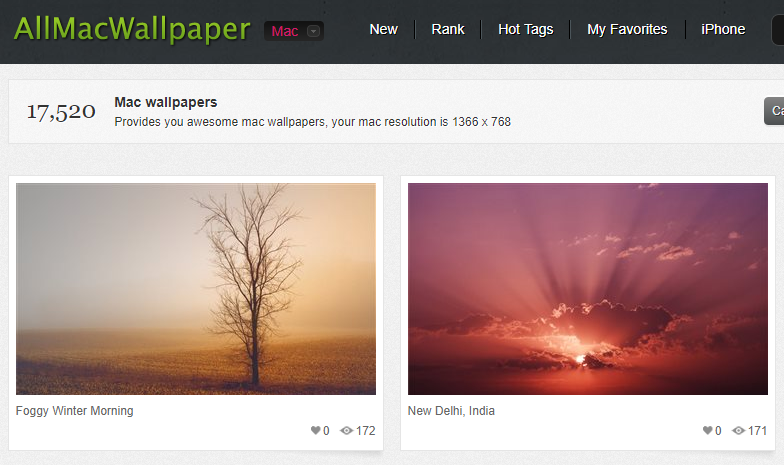 AllMacWallpaper Mac New Rank Hot Tags My Favorites iPhone
17,520
Mac wallpapers
Provides you awesome mac wallpapers, your mac resolution is 1366 x 768
Foggy Winter Morning
0 172
New Delhi, India
0 171